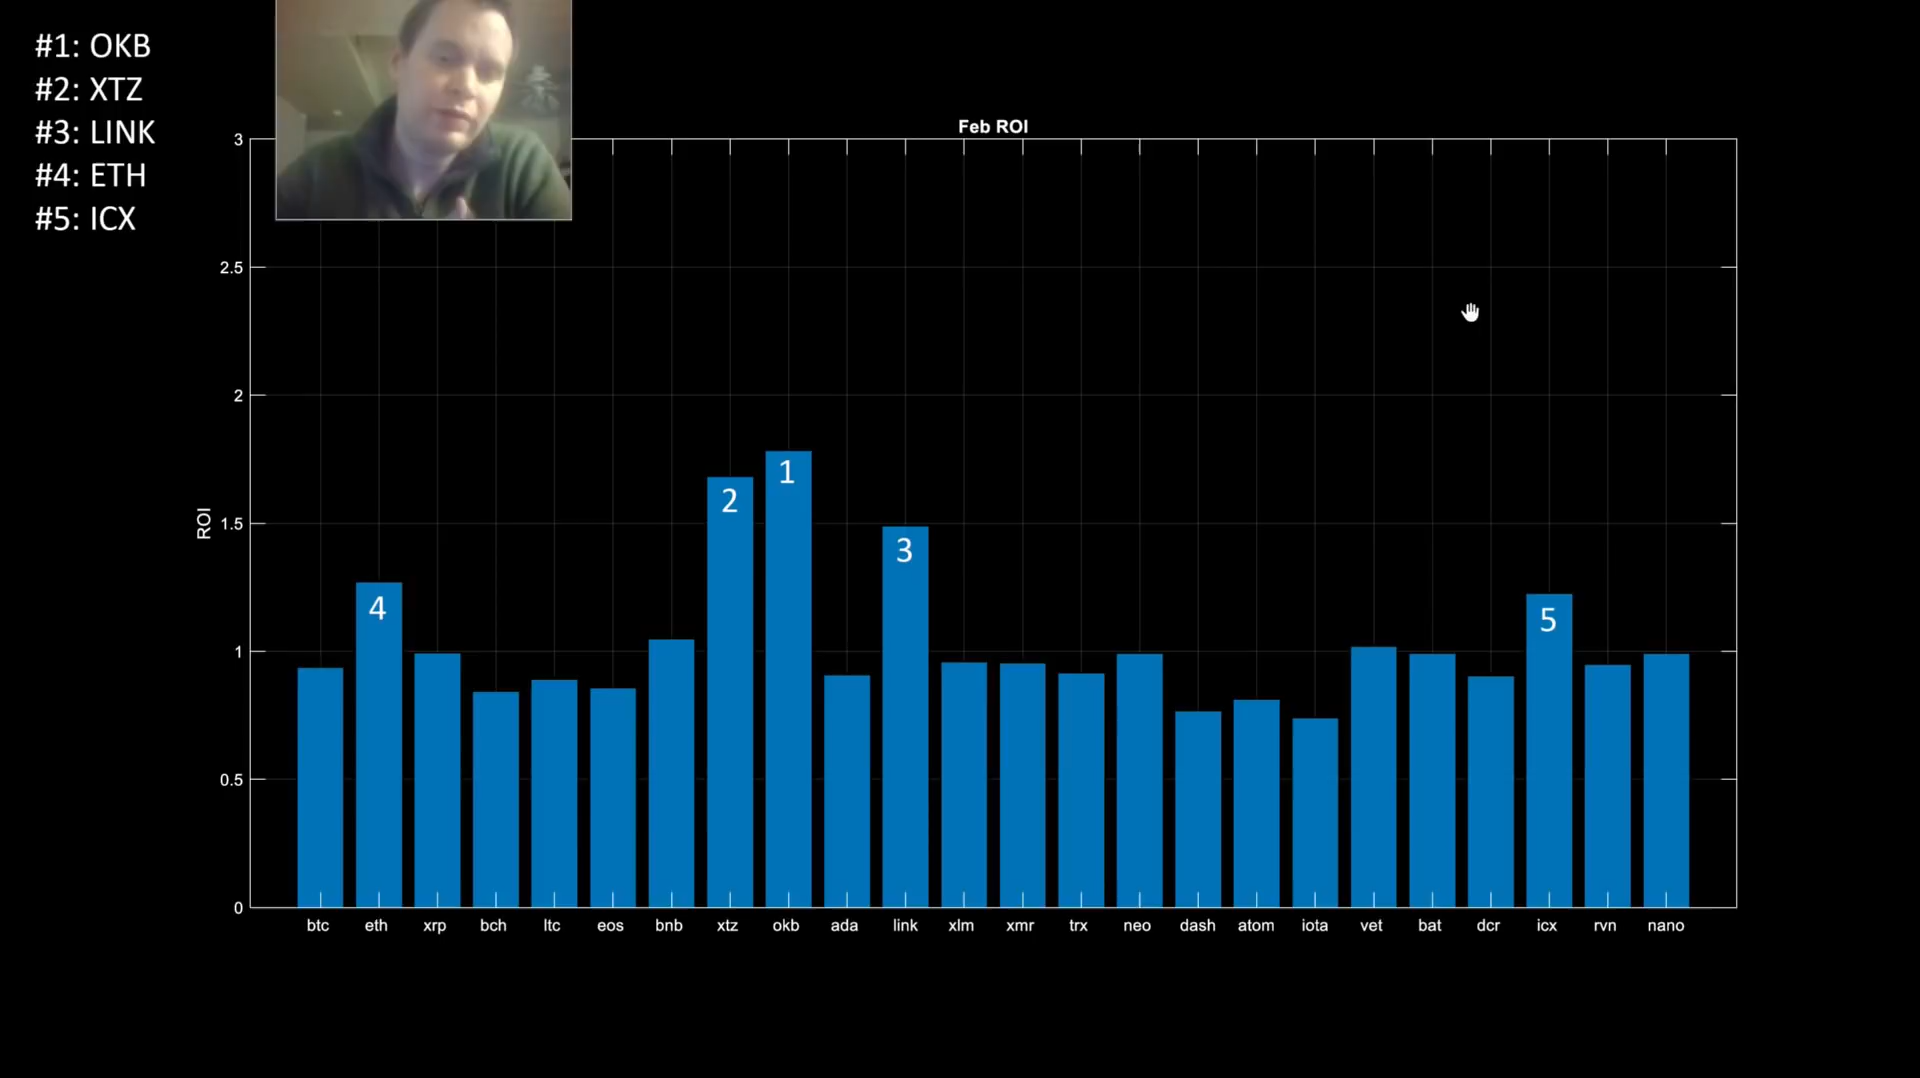 #1: OKB
#2: XTZ
#3: LINK
#4: ETH
#5: ICX
Feb ROI
3
2.5
2
1.5
1
0.5
0
ROI
4
2
1
3
5
btc eth xrp bch ltc eos bnb xtz okb ada link xlm xmr trx neo dash atom iota vet bat dcr icx rvn nano